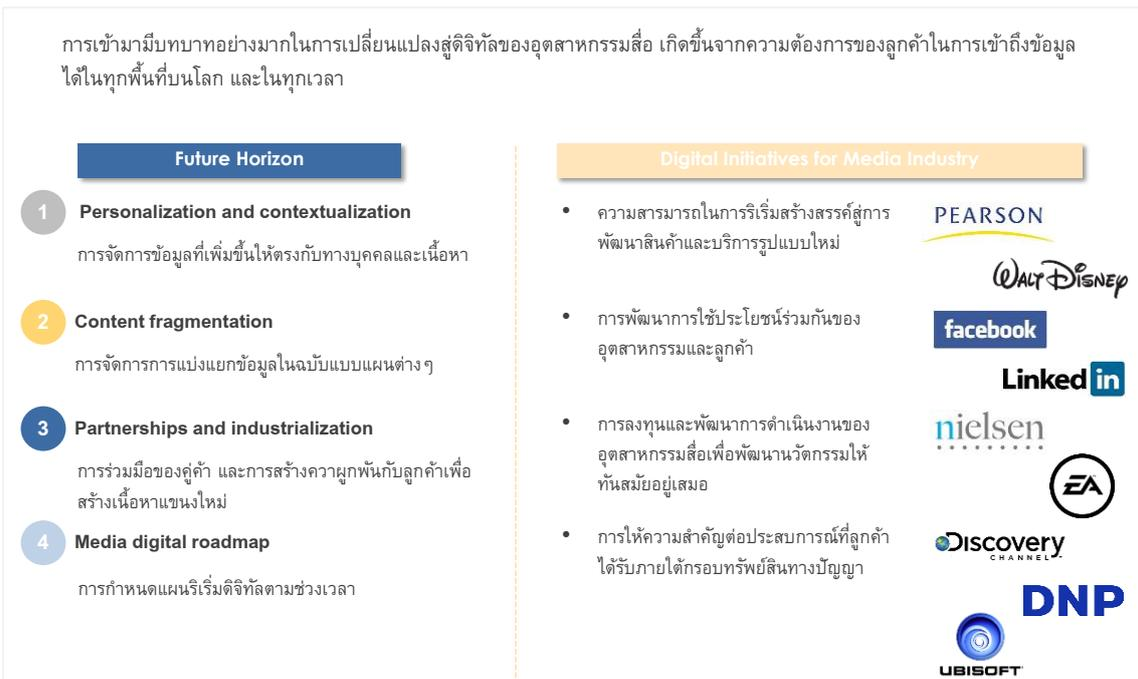 การเข้ามามีบทบาทอย่างมากในการเปลี่ยนแปลงสู่ดิจิทัลของอุตสาหกรรมสื่อ เกิดขึ้นจากความต้องการของลูกค้าในการเข้าถึงข้อมูล
ได้ในทุกพื้นที่บนโลก และในทุกเวลา
Future Horizon
1 Personalization and contextualization
การจัดการข้อมูลที่เพิ่มขึ้นให้ตรงกับทางบุคคลและเนื้อหา
2 Content fragmentation
การจัดการการแบ่งแยกข้อมูลในฉบับแบบแผนต่างๆ
3 Partnerships and industrialization
การร่วมมือของคู่ค้า และการสร้างควาผูกพันกับลูกค้าเพื่อ
สร้างเนื้อหาแขนงใหม่
4 Media digital roadmap
การกำหนดแผนริเริ่มดิจิทัลตามช่วงเวลา
Digital Initiatives for Media Industry
• ความสารมารถในการริเริ่มสร้างสรรค์สู่การ
พัฒนาสินค้าและบริการรูปแบบใหม่
• การพัฒนาการใช้ประโยชน์ร่วมกันของ
อุตสาหกรรมและลูกค้า
• การลงทุนและพัฒนาการดำเนินงานของ
อุตสาหกรรมสื่อเพื่อพัฒนานวัตกรรมให้
ทันสมัยอยู่เสมอ
• การให้ความสำคัญต่อประสบการณ์ที่ลูกค้า
ได้รับภายใต้กรอบทรัพย์สินทางปัญญา
PEARSON
WALT DISNEY
facebook
Linked in
nielsen
EA
Discovery
CHANNEL
DNP
UBISOFT